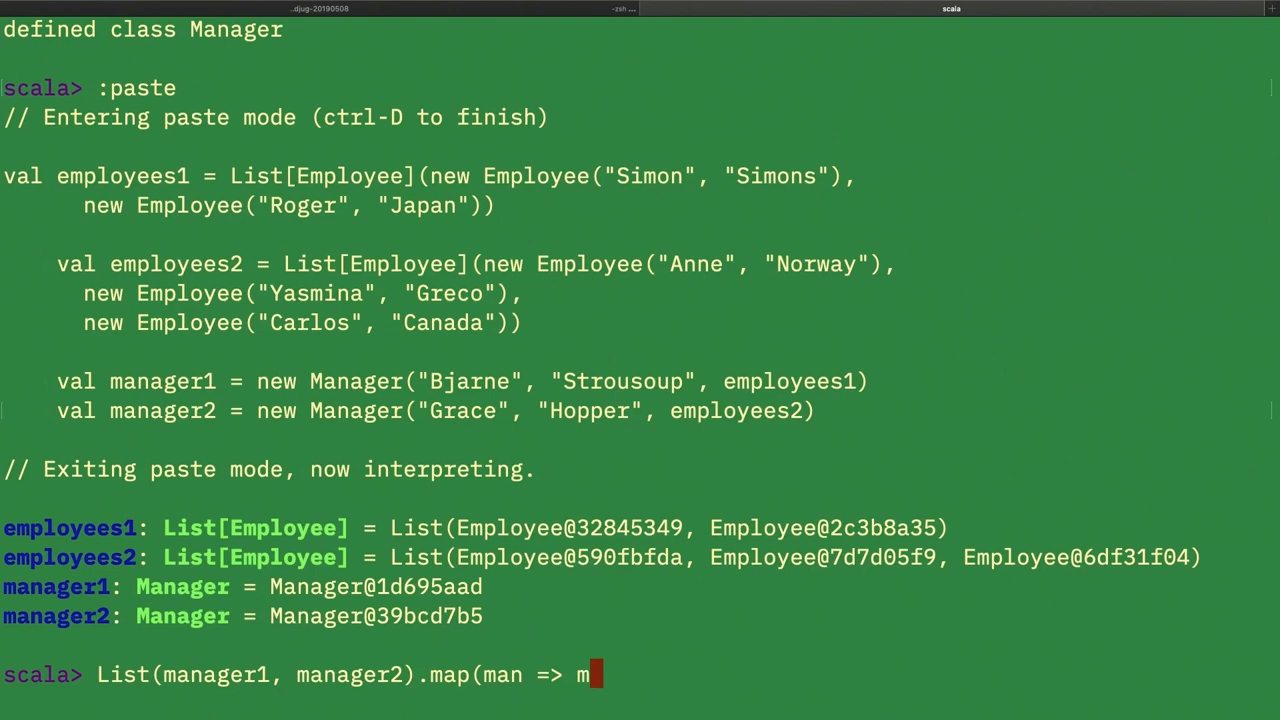 ..djug-20190508
-zsh ...
scala
+
defined class Manager
scala> :paste
// Entering paste mode (ctrl-D to finish)
val employees1 = List[Employee](new Employee("Simon", "Simons"),
new Employee("Roger", "Japan"))
val employees2 = List[Employee](new Employee("Anne", "Norway"),
new Employee("Yasmina", "Greco"),
new Employee("Carlos", "Canada"))
val manager1 = new Manager("Bjarne", "Strousoup", employees1)
val manager2 = new Manager("Grace", "Hopper", employees2)
// Exiting paste mode, now interpreting.
employees1: List[Employee] = List(Employee@32845349, Employee@2c3b8a35)
employees2: List[Employee] = List(Employee@590fbfda, Employee@7d7d05f9, Employee@6df31f04)
manager1: Manager = Manager@1d695aad
manager2: Manager = Manager@39bcd7b5
scala> List(manager1, manager2).map(man => m